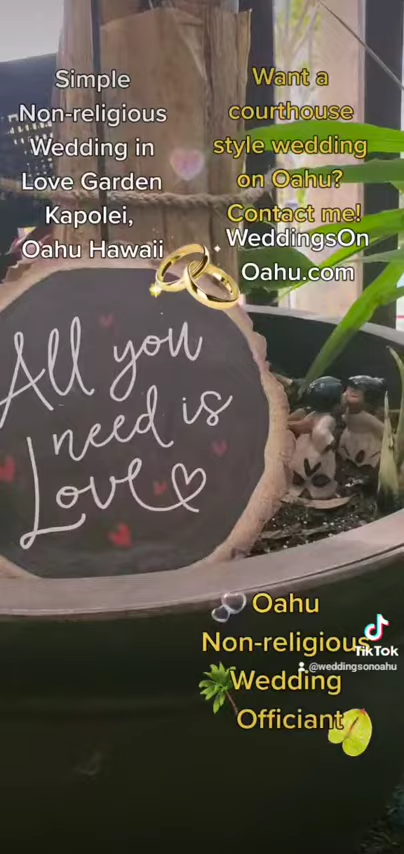 Simple
Non-religious
Wedding in
Love Garden
Kapolei,
Oahu Hawaii
Want a
courthouse
style wedding
on Oahu?
Contact me!
WeddingsOn
Oahu.com
All you
need is
Love
Oahu
Non-religious
Wedding
Officiant
TikTok
@weddingsonoahu